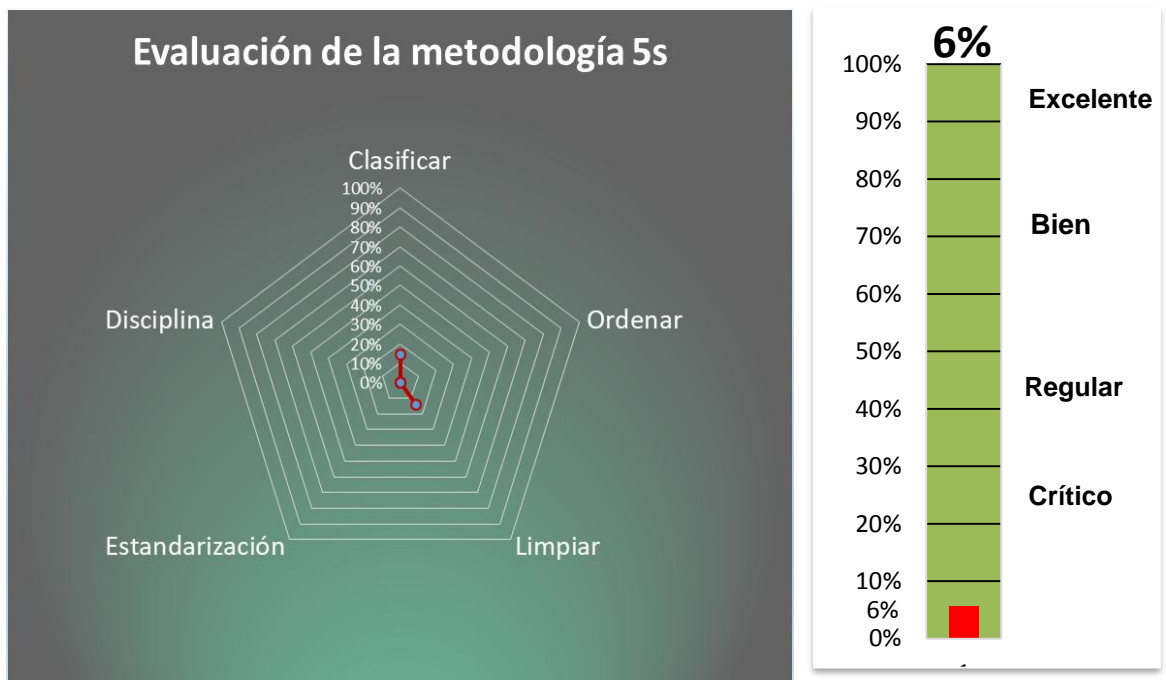 Evaluación de la metodología 5s
Clasificar
100%
90%
80%
70%
60%
50%
40%
30%
20%
10%
0%
Disciplina
Ordenar
Estandarización
Limpiar
6%
100%
90%
80%
70%
60%
50%
40%
30%
20%
10%
6%
0%
Excelente
Bien
Regular
Crítico